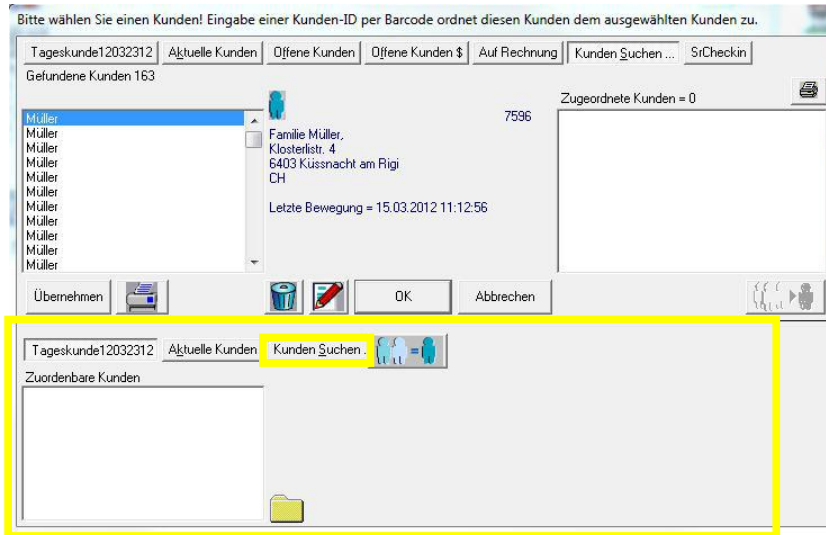 Bitte wählen Sie einen Kunden! Eingabe einer Kunden-ID per Barcode ordnet diesen Kunden dem ausgewählten Kunden zu.
Tageskunde12032312 Aktuelle Kunden Offene Kunden Offene Kunden $ Auf Rechnung Kunden Suchen ... SrCheckin
Gefundene Kunden 163
Zugeordnete Kunden = 0
7596
Müller
Müller
Müller
Müller
Müller
Müller
Müller
Müller
Müller
Müller
Müller
Familie Müller,
Klosterlistr. 4
6403 Küssnacht am Rigi
CH
Letzte Bewegung = 15.03.2012 11:12:56
Übernehmen OK Abbrechen
Tageskunde12032312 Aktuelle Kunden Kunden Suchen .
Zuordenbare Kunden